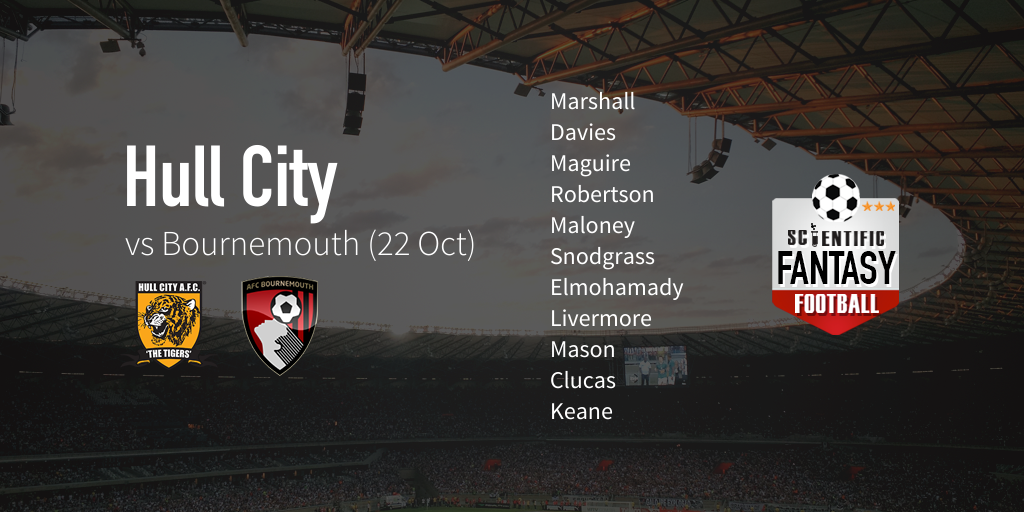 Hull City
vs Bournemouth (22 Oct)
HULL CITY A.F.C.
'THE TIGERS'
AFC BOURNEMOUTH
Marshall
Davies
Maguire
Robertson
Maloney
Snodgrass
Elmohamady
Livermore
Mason
Clucas
Keane
SCIENTIFIC
FANTASY
FOOTBALL